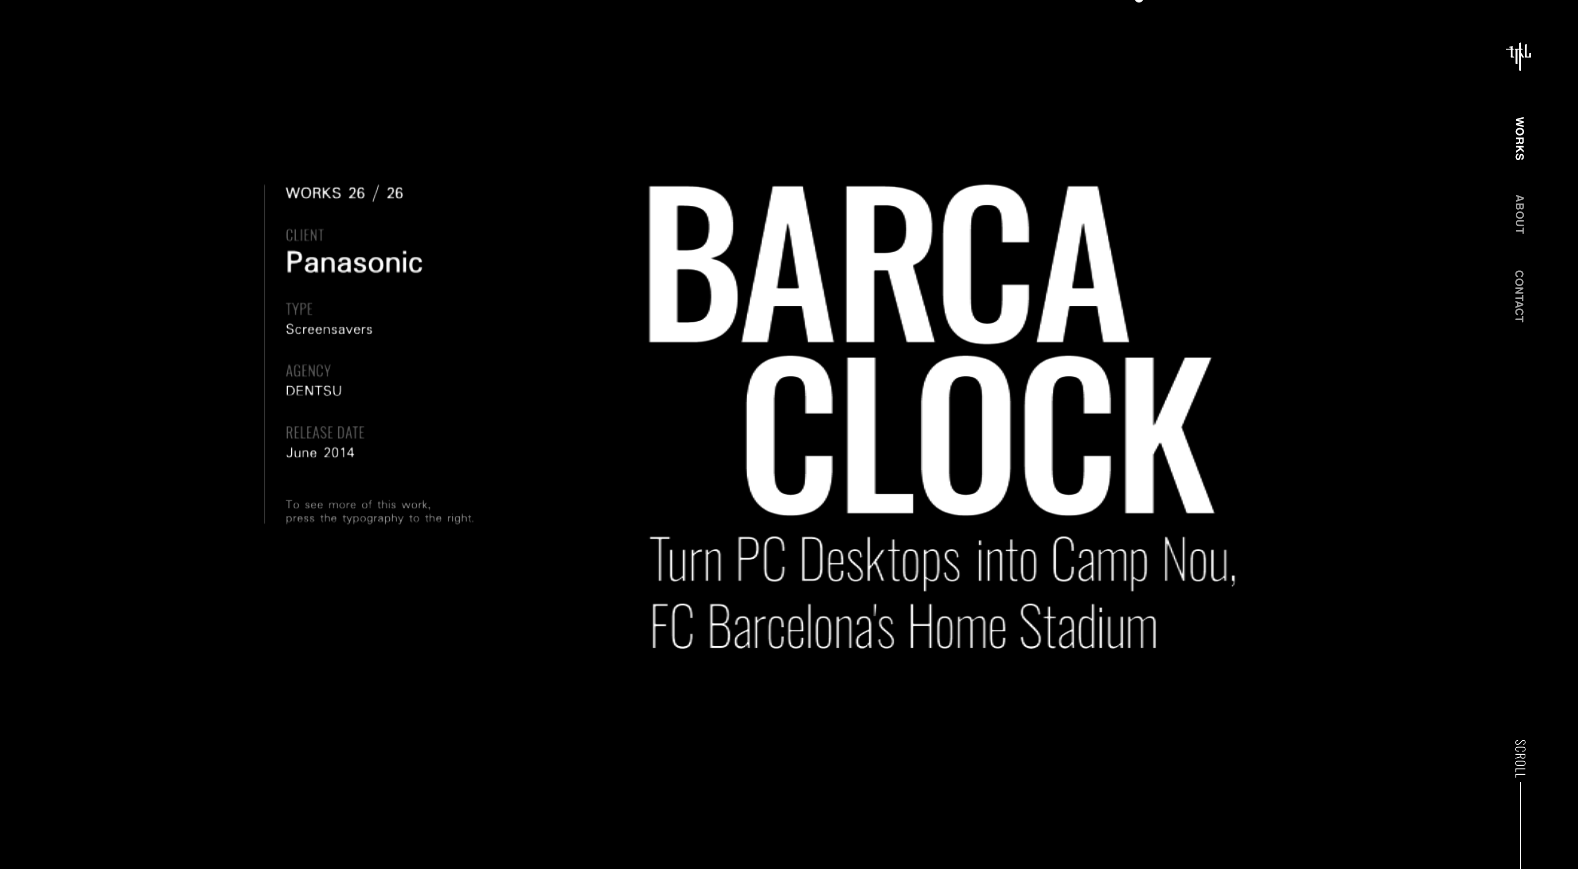 WORKS 26 / 26
CLIENT
Panasonic
TYPE
Screensavers
AGENCY
DENTSU
RELEASE DATE
June 2014
To see more of this work,
press the typography to the right.
BARCA
CLOCK
Turn PC Desktops into Camp Nou,
FC Barcelona's Home Stadium
WORKS
ABOUT
CONTACT
SCROLL